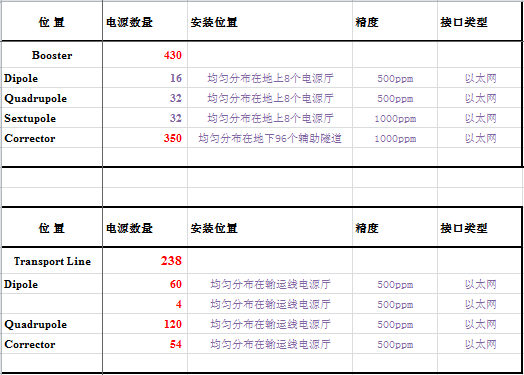 位 置 电源数量 安装位置 精度 接口类型
Booster 430
Dipole 16 均匀分布在地上8个电源厅 500ppm 以太网
Quadrupole 32 均匀分布在地上8个电源厅 500ppm 以太网
Sextupole 32 均匀分布在地上8个电源厅 1000ppm 以太网
Corrector 350 均匀分布在地下96个辅助隧道 1000ppm 以太网
位 置 电源数量 安装位置 精度 接口类型
Transport Line 238
Dipole 60 均匀分布在输运线电源厅 500ppm 以太网
4 均匀分布在输运线电源厅 500ppm 以太网
Quadrupole 120 均匀分布在输运线电源厅 500ppm 以太网
Corrector 54 均匀分布在输运线电源厅 500ppm 以太网